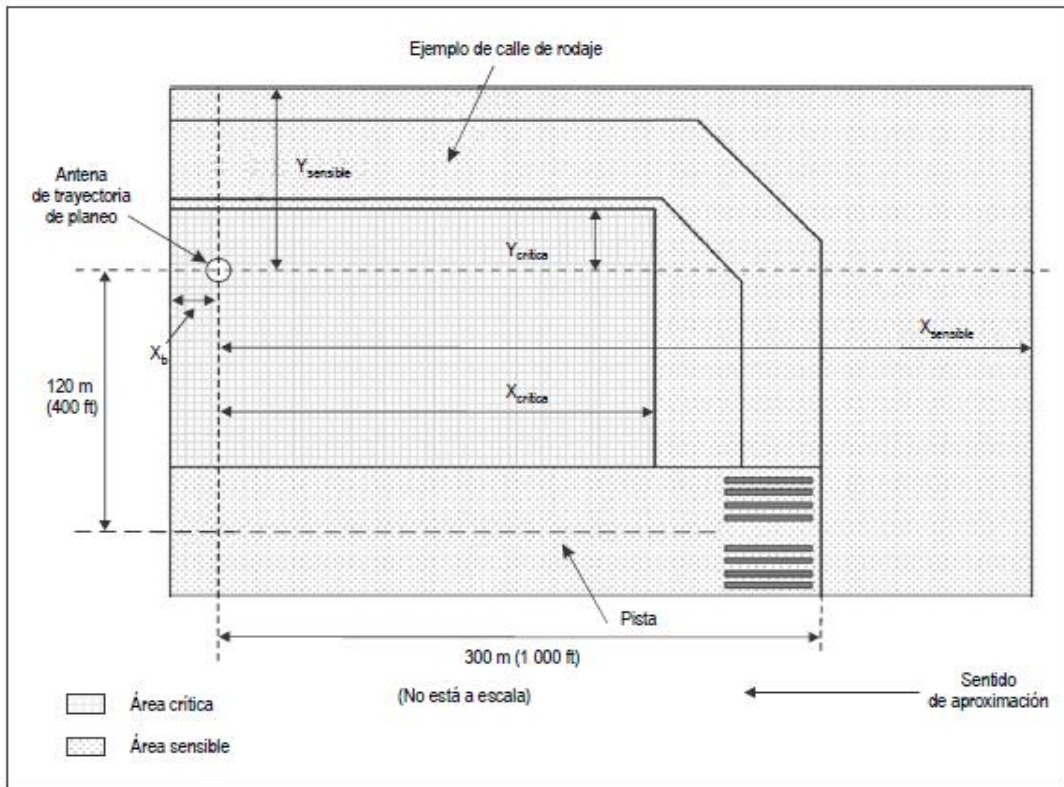 Ejemplo de calle de rodaje
Antena
de trayectoria
de planeo
Ysensible
Ycrítica
Xsensible
Xb
120 m
(400 ft)
Xcrítica
Pista
300 m (1 000 ft)
(No está a escala)
Sentido
de aproximación
Área crítica
Área sensible